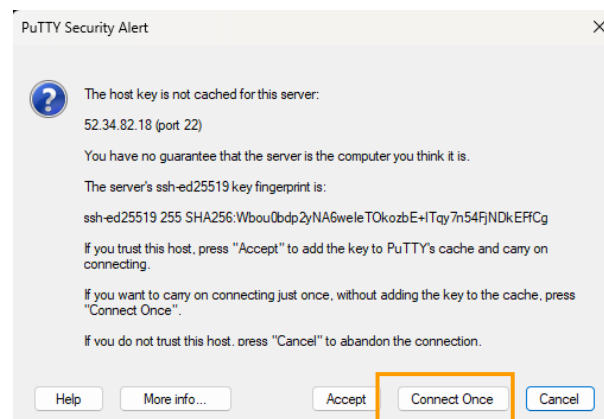 PuTTY Security Alert
The host key is not cached for this server:
52.34.82.18 (port 22)
You have no guarantee that the server is the computer you think it is.
The server's ssh-ed25519 key fingerprint is:
ssh-ed25519 255 SHA256:Wbou0bdp2yNA6weleTOkozbE+ITqy7n54FjNDkEFfCg
If you trust this host, press "Accept" to add the key to PuTTY's cache and carry on
connecting.
If you want to carry on connecting just once, without adding the key to the cache, press
"Connect Once".
If you do not trust this host, press "Cancel" to abandon the connection.
Help More info... Accept Connect Once Cancel